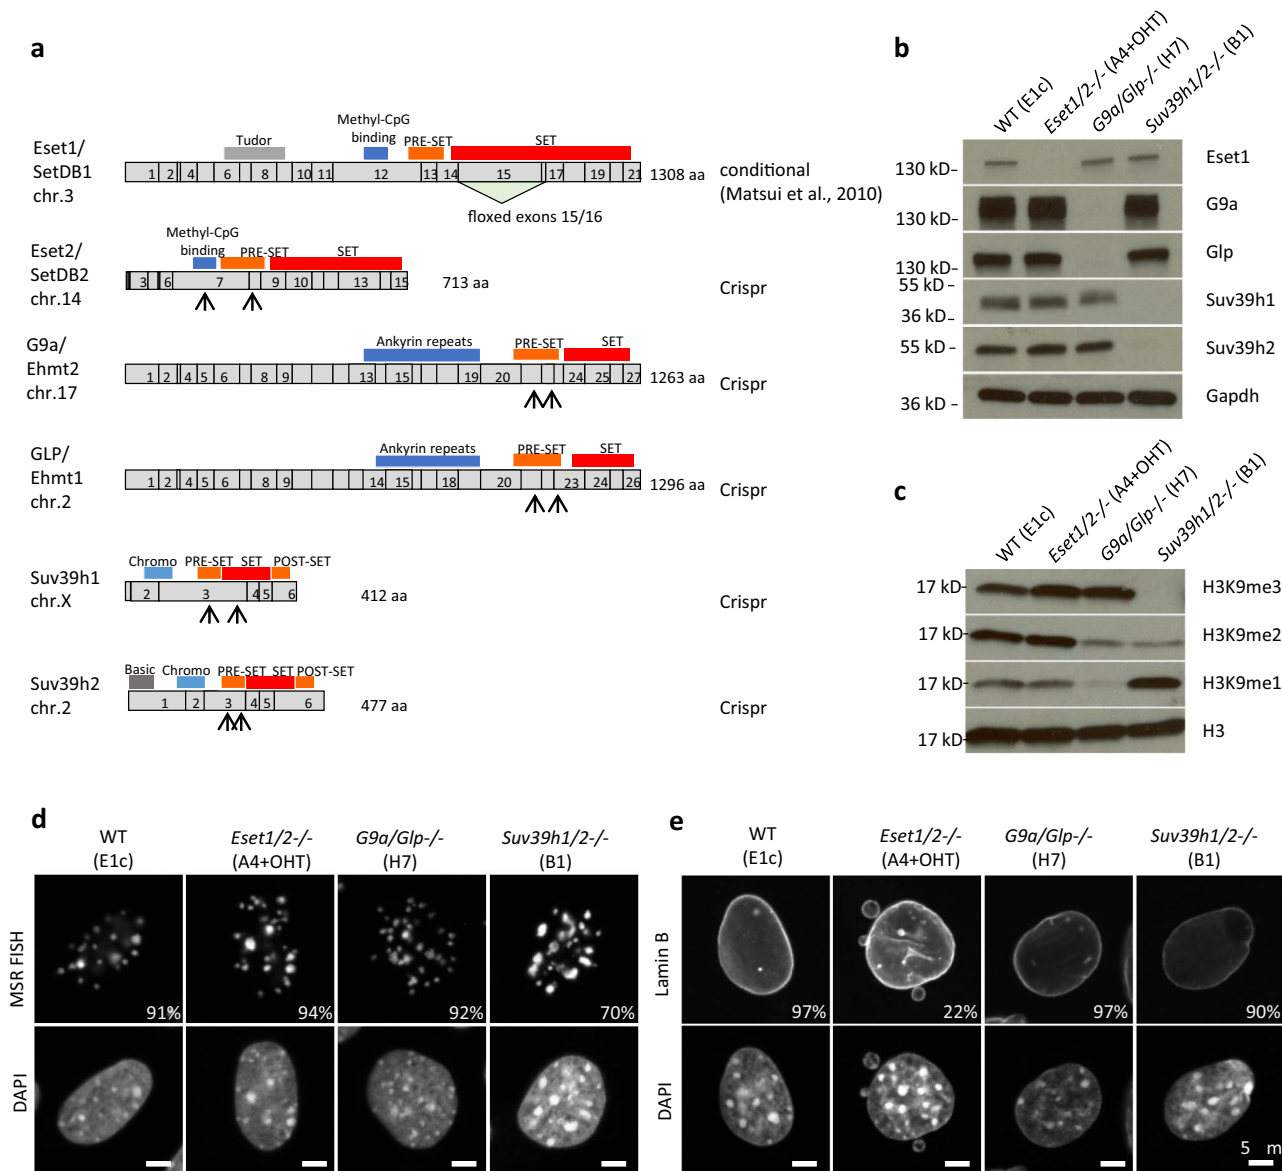 a
Eset1/
SetDB1
chr.3
Tudor
Methyl-CpG
binding
PRE-SET
SET
1 2 4 6 8 10 11 12 13 14 15 17 19 21
1308 aa
conditional
(Matsui et al., 2010)
floxed exons 15/16
Eset2/
SetDB2
chr.14
Methyl-CpG
binding
PRE-SET
SET
3 6 7 9 10 13 15
713 aa
Crispr
G9a/
Ehmt2
chr.17
Ankyrin repeats
PRE-SET
SET
1 2 4 5 6 8 9 13 15 19 20 24 25 27
1263 aa
Crispr
GLP/
Ehmt1
chr.2
Ankyrin repeats
PRE-SET
SET
1 2 4 5 6 8 9 14 15 18 20 23 24 26
1296 aa
Crispr
Suv39h1
chr.X
Chromo
PRE-SET
SET
POST-SET
2 3 4 5 6
412 aa
Crispr
Suv39h2
chr.2
Basic
Chromo
PRE-SET
SET
POST-SET
1 2 3 4 5 6
477 aa
Crispr
b
WT (E1c)
Eset1/2-/- (A4+OHT)
G9a/Glp-/- (H7)
Suv39h1/2-/- (B1)
130 kD– Eset1
130 kD– G9a
130 kD– Glp
55 kD –
36 kD – Suv39h1
55 kD – Suv39h2
36 kD – Gapdh
c
WT (E1c)
Eset1/2-/- (A4+OHT)
G9a/Glp-/- (H7)
Suv39h1/2-/- (B1)
17 kD– H3K9me3
17 kD– H3K9me2
17 kD– H3K9me1
17 kD– H3
d
WT
(E1c)
Eset1/2-/-
(A4+OHT)
G9a/Glp-/-
(H7)
Suv39h1/2-/-
(B1)
MSR FISH
91%
94%
92%
70%
DAPI
e
WT
(E1c)
Eset1/2-/-
(A4+OHT)
G9a/Glp-/-
(H7)
Suv39h1/2-/-
(B1)
Lamin B
97%
22%
97%
90%
DAPI
5 m